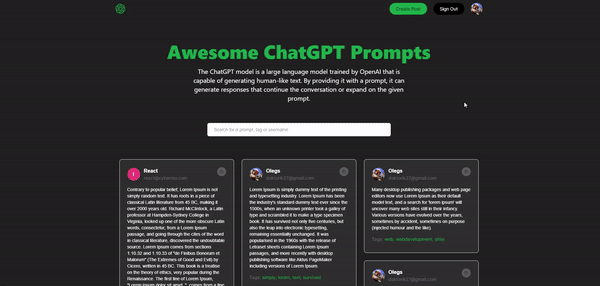 Create Post
Sign Out
Awesome ChatGPT Prompts
The ChatGPT model is a large language model trained by OpenAI that is
capable of generating human-like text. By providing it with a prompt, it can
generate responses that continue the conversation or expand on the given
prompt.
Search for a prompt, tag or username
React
Contrary to popular belief, Lorem Ipsum is not
simply random text. It has roots in a piece of
classical Latin literature from 45 BC, making it
over 2000 years old. Richard McClintock, a Latin
professor at Hampden-Sydney College in
Virginia, looked up one of the more obscure Latin
words, consectetur, from a Lorem Ipsum
passage, and going through the cites of the word
in classical literature, discovered the undoubtable
source. Lorem Ipsum comes from sections
1.10.32 and 1.10.33 of "de Finibus Bonorum et
Malorum" (The Extremes of Good and Evil) by
Cicero, written in 45 BC. This book is a treatise
on the theory of ethics, very popular during the
Renaissance. The first line of Lorem Ipsum,
"Lorem ipsum dolor sit amet..", comes from a line
Olegs
Lorem Ipsum is simply dummy text of the printing
and typesetting industry. Lorem Ipsum has been
the industry's standard dummy text ever since the
1500s, when an unknown printer took a galley of
type and scrambled it to make a type specimen
book. It has survived not only five centuries, but
also the leap into electronic typesetting,
remaining essentially unchanged. It was
popularised in the 1960s with the release of
Letraset sheets containing Lorem Ipsum
passages, and more recently with desktop
publishing software like Aldus PageMaker
including versions of Lorem Ipsum.
Tags: simply, lorem, text, survived
Olegs
Many desktop publishing packages and web page
editors now use Lorem Ipsum as their default
model text, and a search for 'lorem ipsum' will
uncover many web sites still in their infancy.
Various versions have evolved over the years,
sometimes by accident, sometimes on purpose
(injected humour and the like).
Tags: web, webdevelopment, sites
Olegs